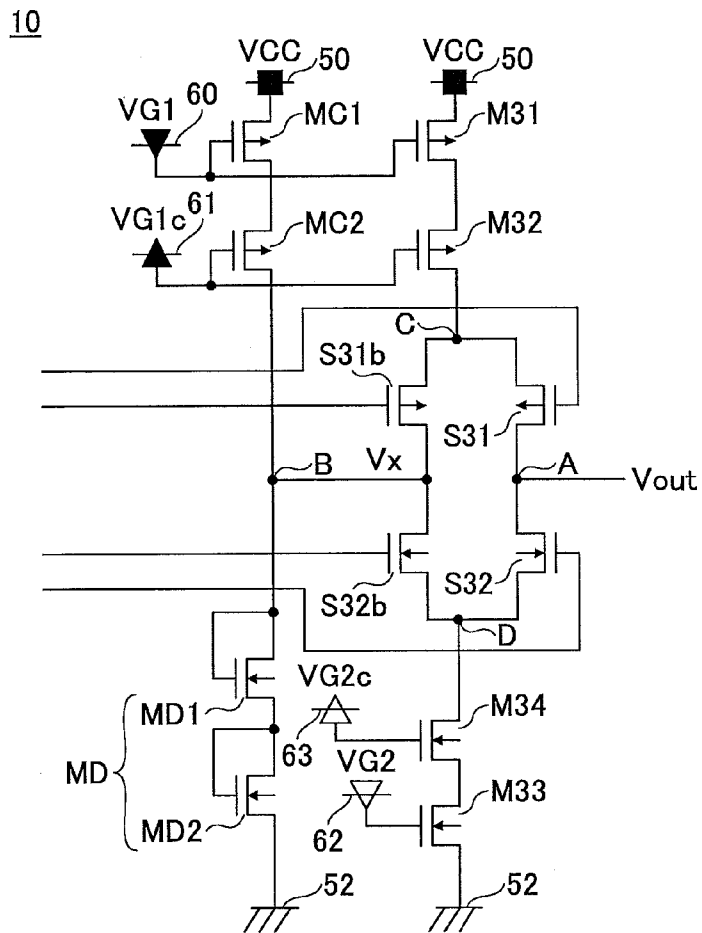 10
VCC 50 VCC 50
VG1 60 MC1 M31
VG1c 61 MC2 M32
C
S31b S31
B Vx A Vout
S32b S32
D
MD1 VG2c 63 M34
MD
MD2 VG2 62 M33
52 52